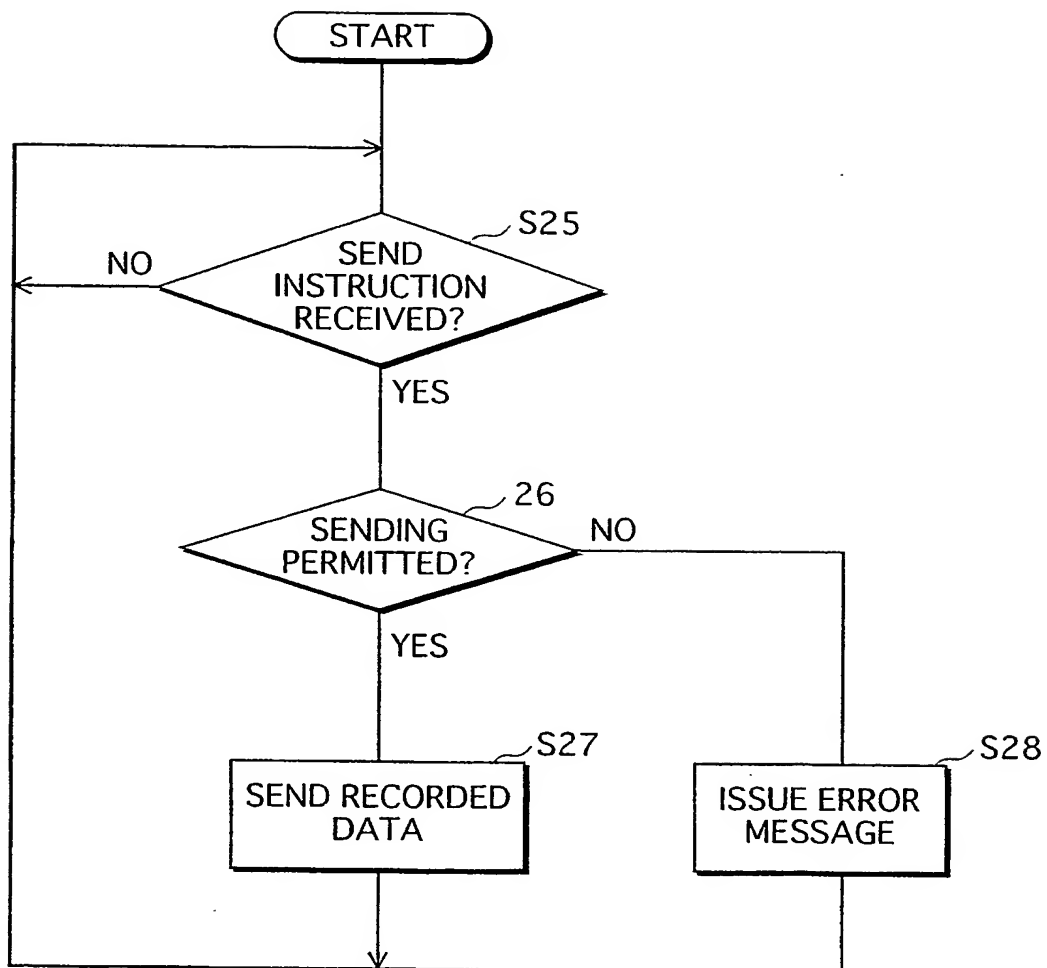 START
S25
SEND
INSTRUCTION
RECEIVED?
NO
YES
26
SENDING
PERMITTED?
NO
YES
S27
SEND RECORDED
DATA
S28
ISSUE ERROR
MESSAGE